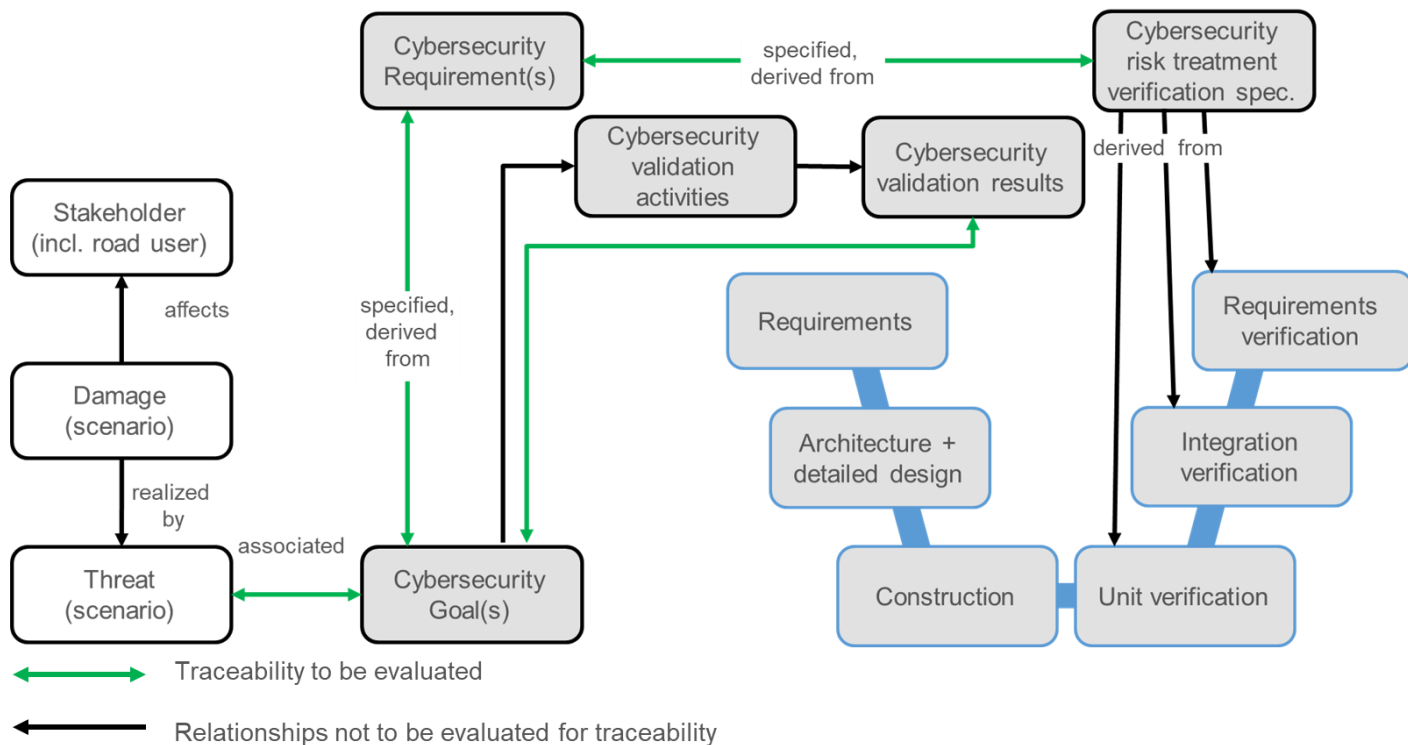 Cybersecurity
Requirement(s)
specified,
derived from
Cybersecurity
risk treatment
verification spec.
Cybersecurity
validation
activities
Cybersecurity
validation results
derived from
Stakeholder
(incl. road user)
affects
specified,
derived
from
Requirements
Requirements
verification
Damage
(scenario)
Architecture +
detailed design
Integration
verification
realized
by
associated
Threat
(scenario)
Cybersecurity
Goal(s)
Construction
Unit verification
Traceability to be evaluated
Relationships not to be evaluated for traceability